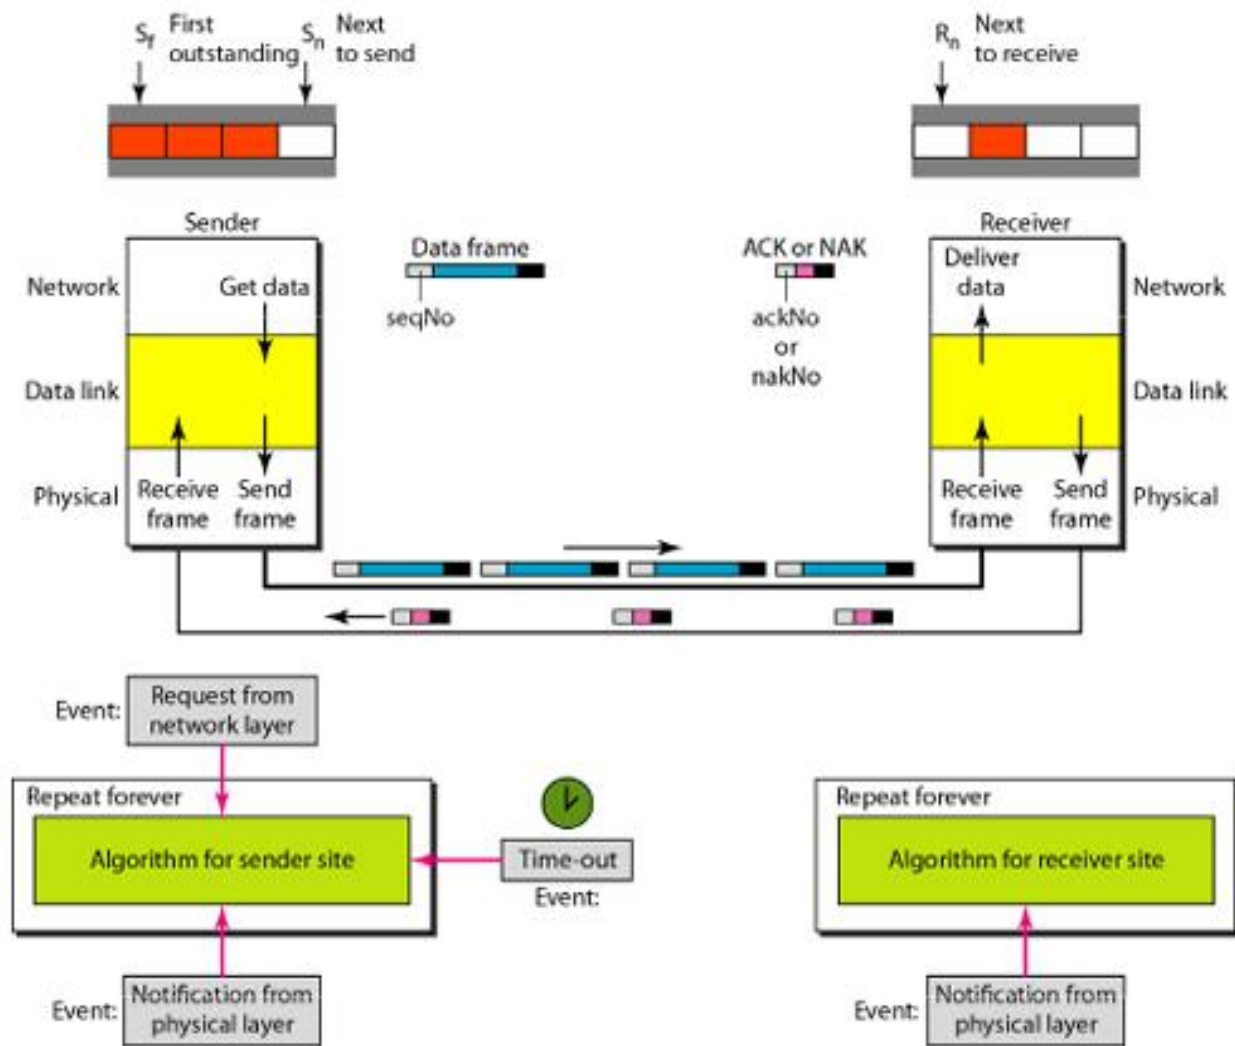 Sf First
outstanding
Sn Next
to send
Rn Next
to receive
Sender
Receiver
Data frame
seqNo
ACK or NAK
ackNo
or
nakNo
Network
Get data
Deliver
data
Network
Data link
Data link
Physical
Receive
frame
Send
frame
Receive
frame
Send
frame
Physical
Event:
Request from
network layer
Repeat forever
Algorithm for sender site
Time-out
Event:
Event:
Notification from
physical layer
Repeat forever
Algorithm for receiver site
Event:
Notification from
physical layer